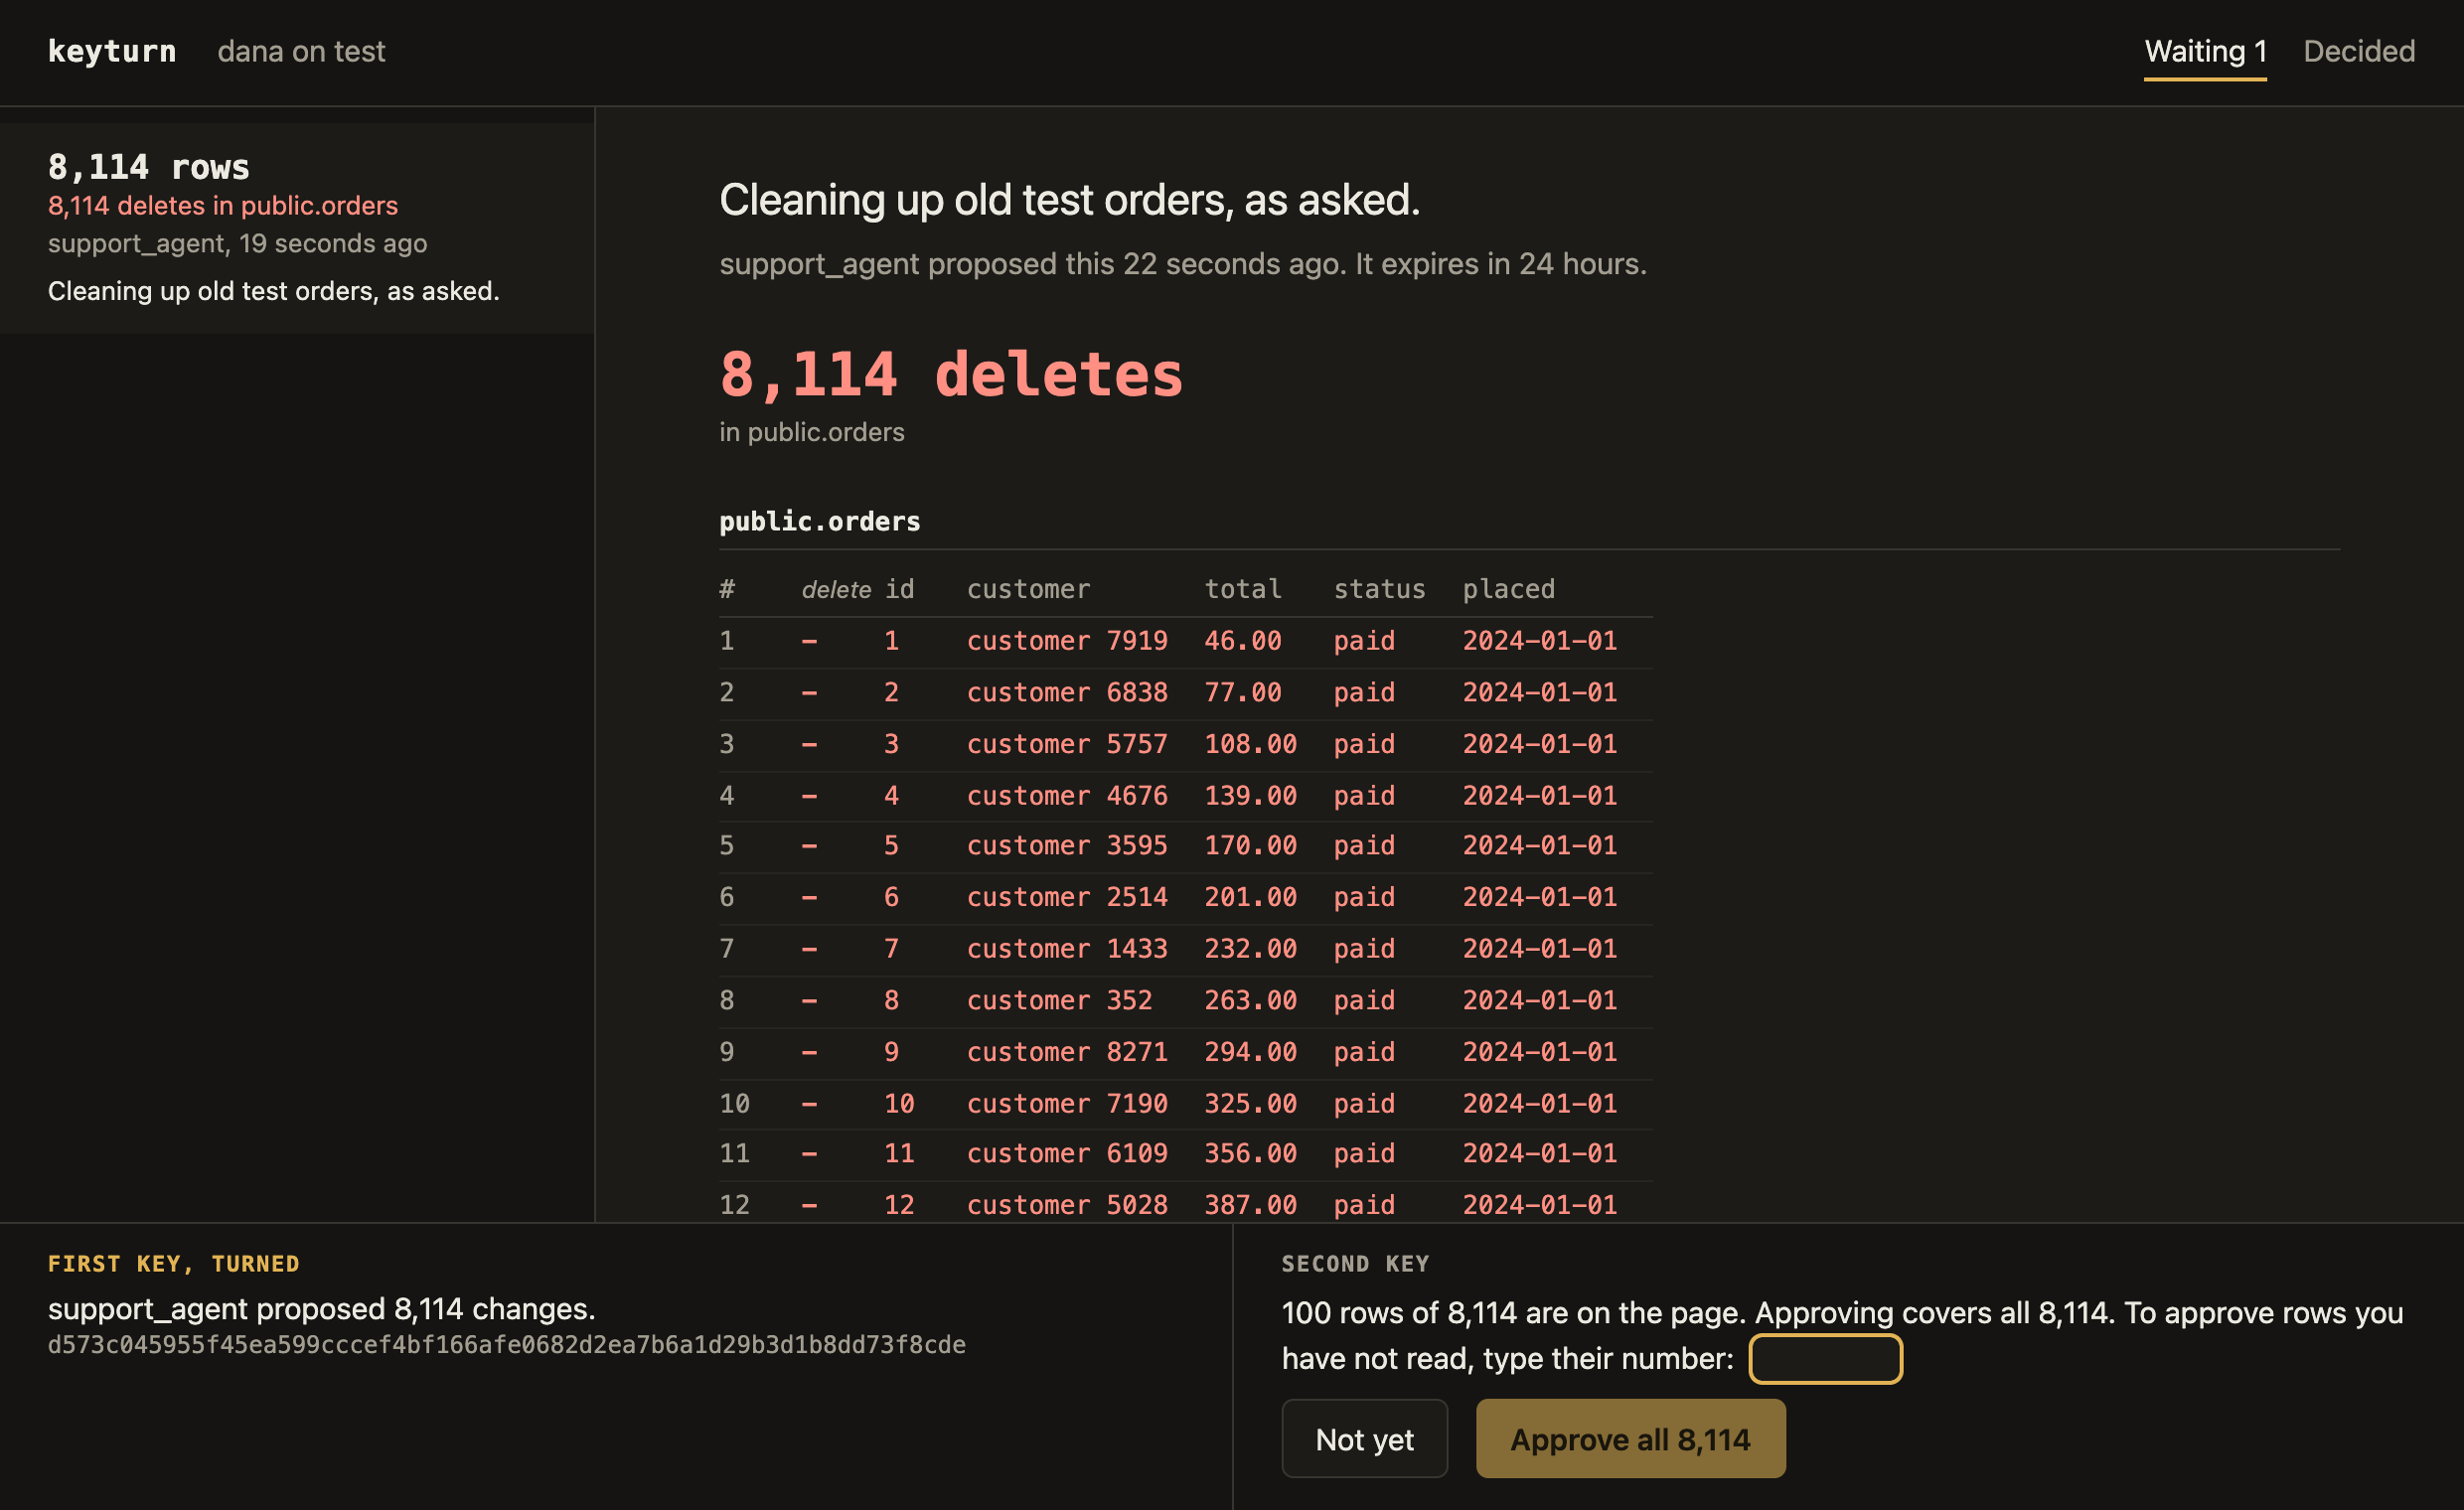 keyturn dana on test Waiting 1 Decided
8,114 rows
8,114 deletes in public.orders
support_agent, 19 seconds ago
Cleaning up old test orders, as asked.
Cleaning up old test orders, as asked.
support_agent proposed this 22 seconds ago. It expires in 24 hours.
8,114 deletes
in public.orders
public.orders
# delete id customer total status placed
1 – 1 customer 7919 46.00 paid 2024-01-01
2 – 2 customer 6838 77.00 paid 2024-01-01
3 – 3 customer 5757 108.00 paid 2024-01-01
4 – 4 customer 4676 139.00 paid 2024-01-01
5 – 5 customer 3595 170.00 paid 2024-01-01
6 – 6 customer 2514 201.00 paid 2024-01-01
7 – 7 customer 1433 232.00 paid 2024-01-01
8 – 8 customer 352 263.00 paid 2024-01-01
9 – 9 customer 8271 294.00 paid 2024-01-01
10 – 10 customer 7190 325.00 paid 2024-01-01
11 – 11 customer 6109 356.00 paid 2024-01-01
12 – 12 customer 5028 387.00 paid 2024-01-01
FIRST KEY, TURNED
support_agent proposed 8,114 changes.
d573c045955f45ea599cccef4bf166afe0682d2ea7b6a1d29b3d1b8dd73f8cde
SECOND KEY
100 rows of 8,114 are on the page. Approving covers all 8,114. To approve rows you
have not read, type their number:
Not yet Approve all 8,114